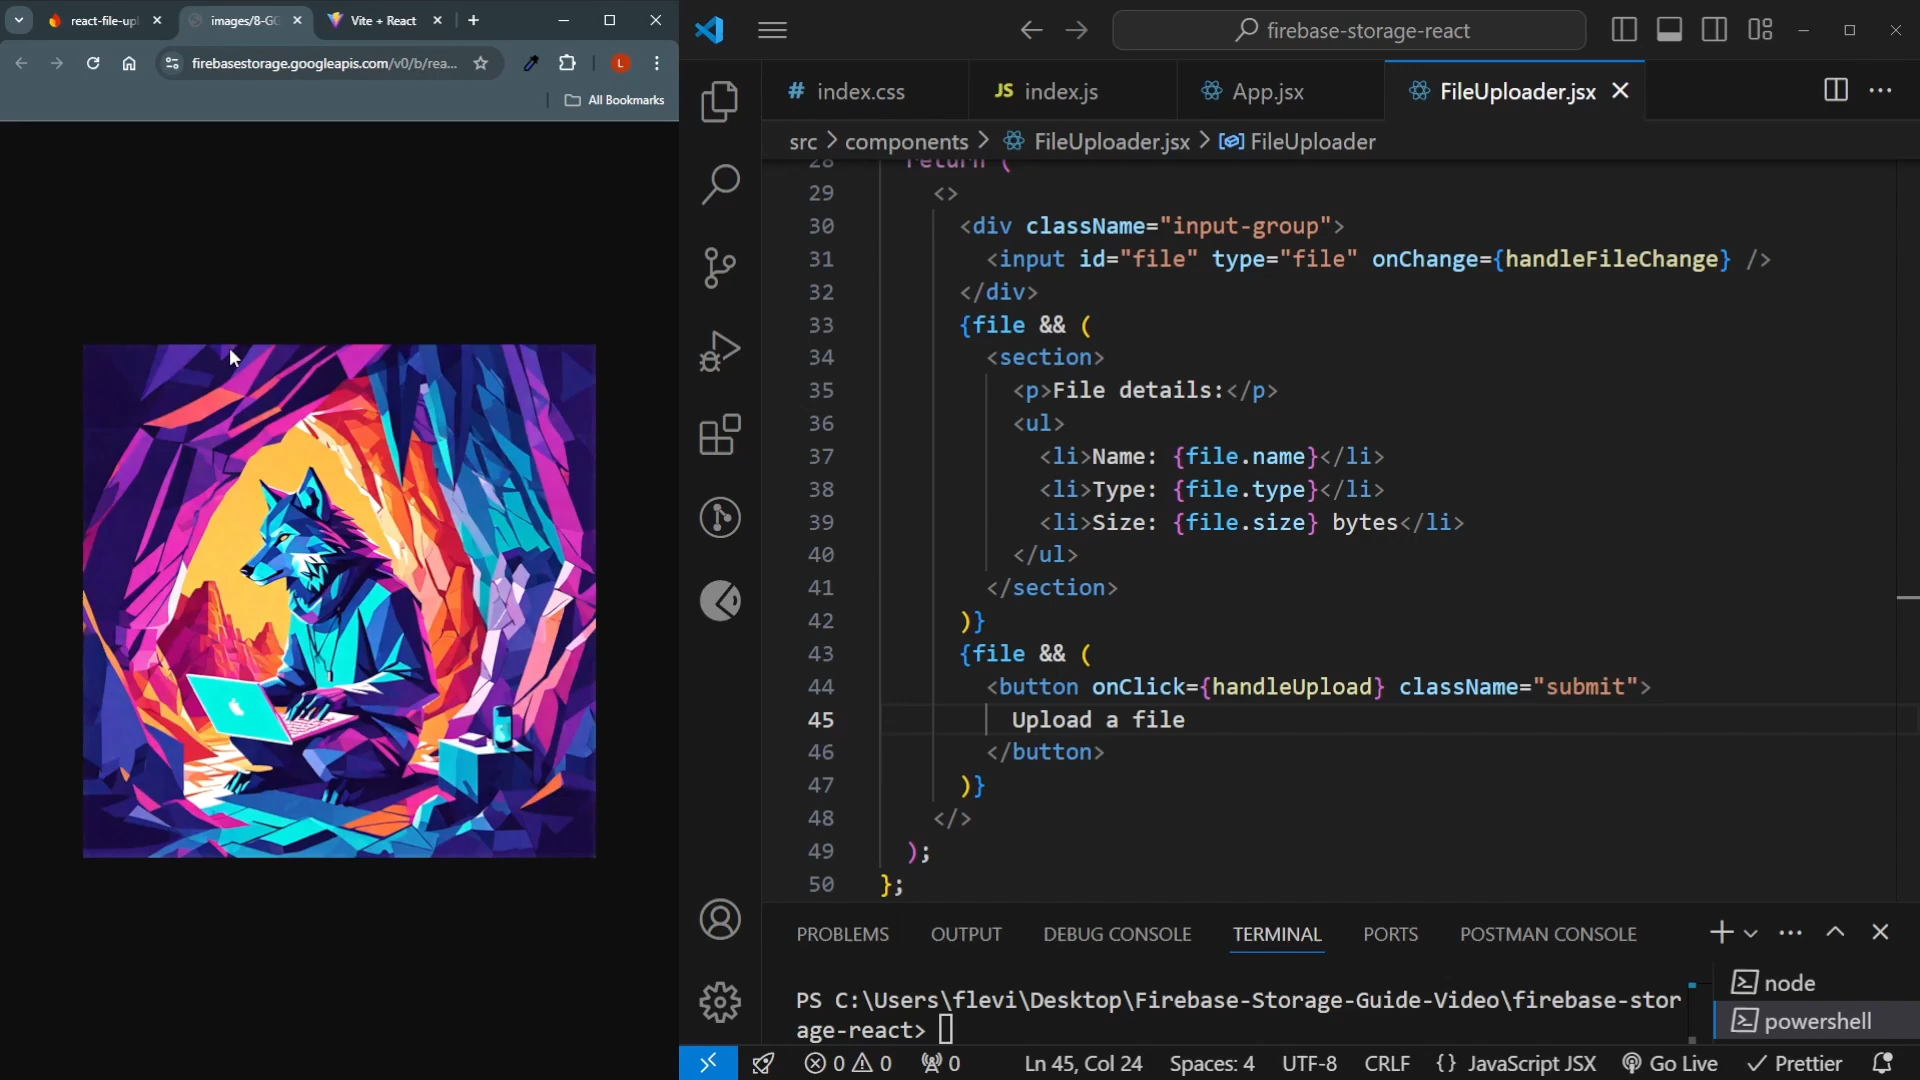 react-file-upl
images/8-GG
Vite + React
firebasestorage.googleapis.com/v0/b/rea...
L
All Bookmarks
firebase-storage-react
# index.css
JS index.js
App.jsx
FileUploader.jsx
src > components > FileUploader.jsx > FileUploader
28 return (
29 <>
30 <div className="input-group">
31 <input id="file" type="file" onChange={handleFileChange} />
32 </div>
33 {file && (
34 <section>
35 <p>File details:</p>
36 <ul>
37 <li>Name: {file.name}</li>
38 <li>Type: {file.type}</li>
39 <li>Size: {file.size} bytes</li>
40 </ul>
41 </section>
42 )}
43 {file && (
44 <button onClick={handleUpload} className="submit">
45 Upload a file
46 </button>
47 )}
48 </>
49 );
50 };
PROBLEMS OUTPUT DEBUG CONSOLE TERMINAL PORTS POSTMAN CONSOLE
PS C:\Users\flevi\Desktop\Firebase-Storage-Guide-Video\firebase-stor
age-react>
node
powershell
0 0 0 Ln 45, Col 24 Spaces: 4 UTF-8 CRLF {} JavaScript JSX Go Live Prettier